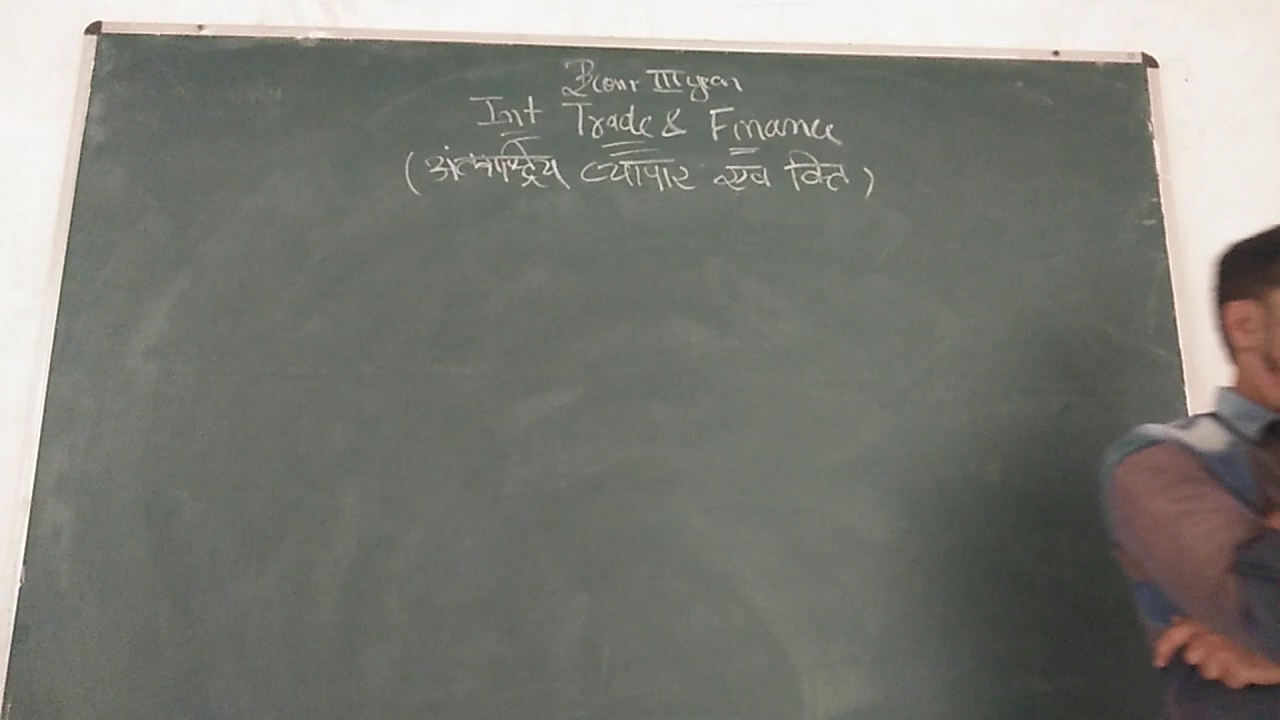 Bcom III year
Int Trade & Finance
(अंतर्राष्ट्रिय व्यापार एवं वित्त)